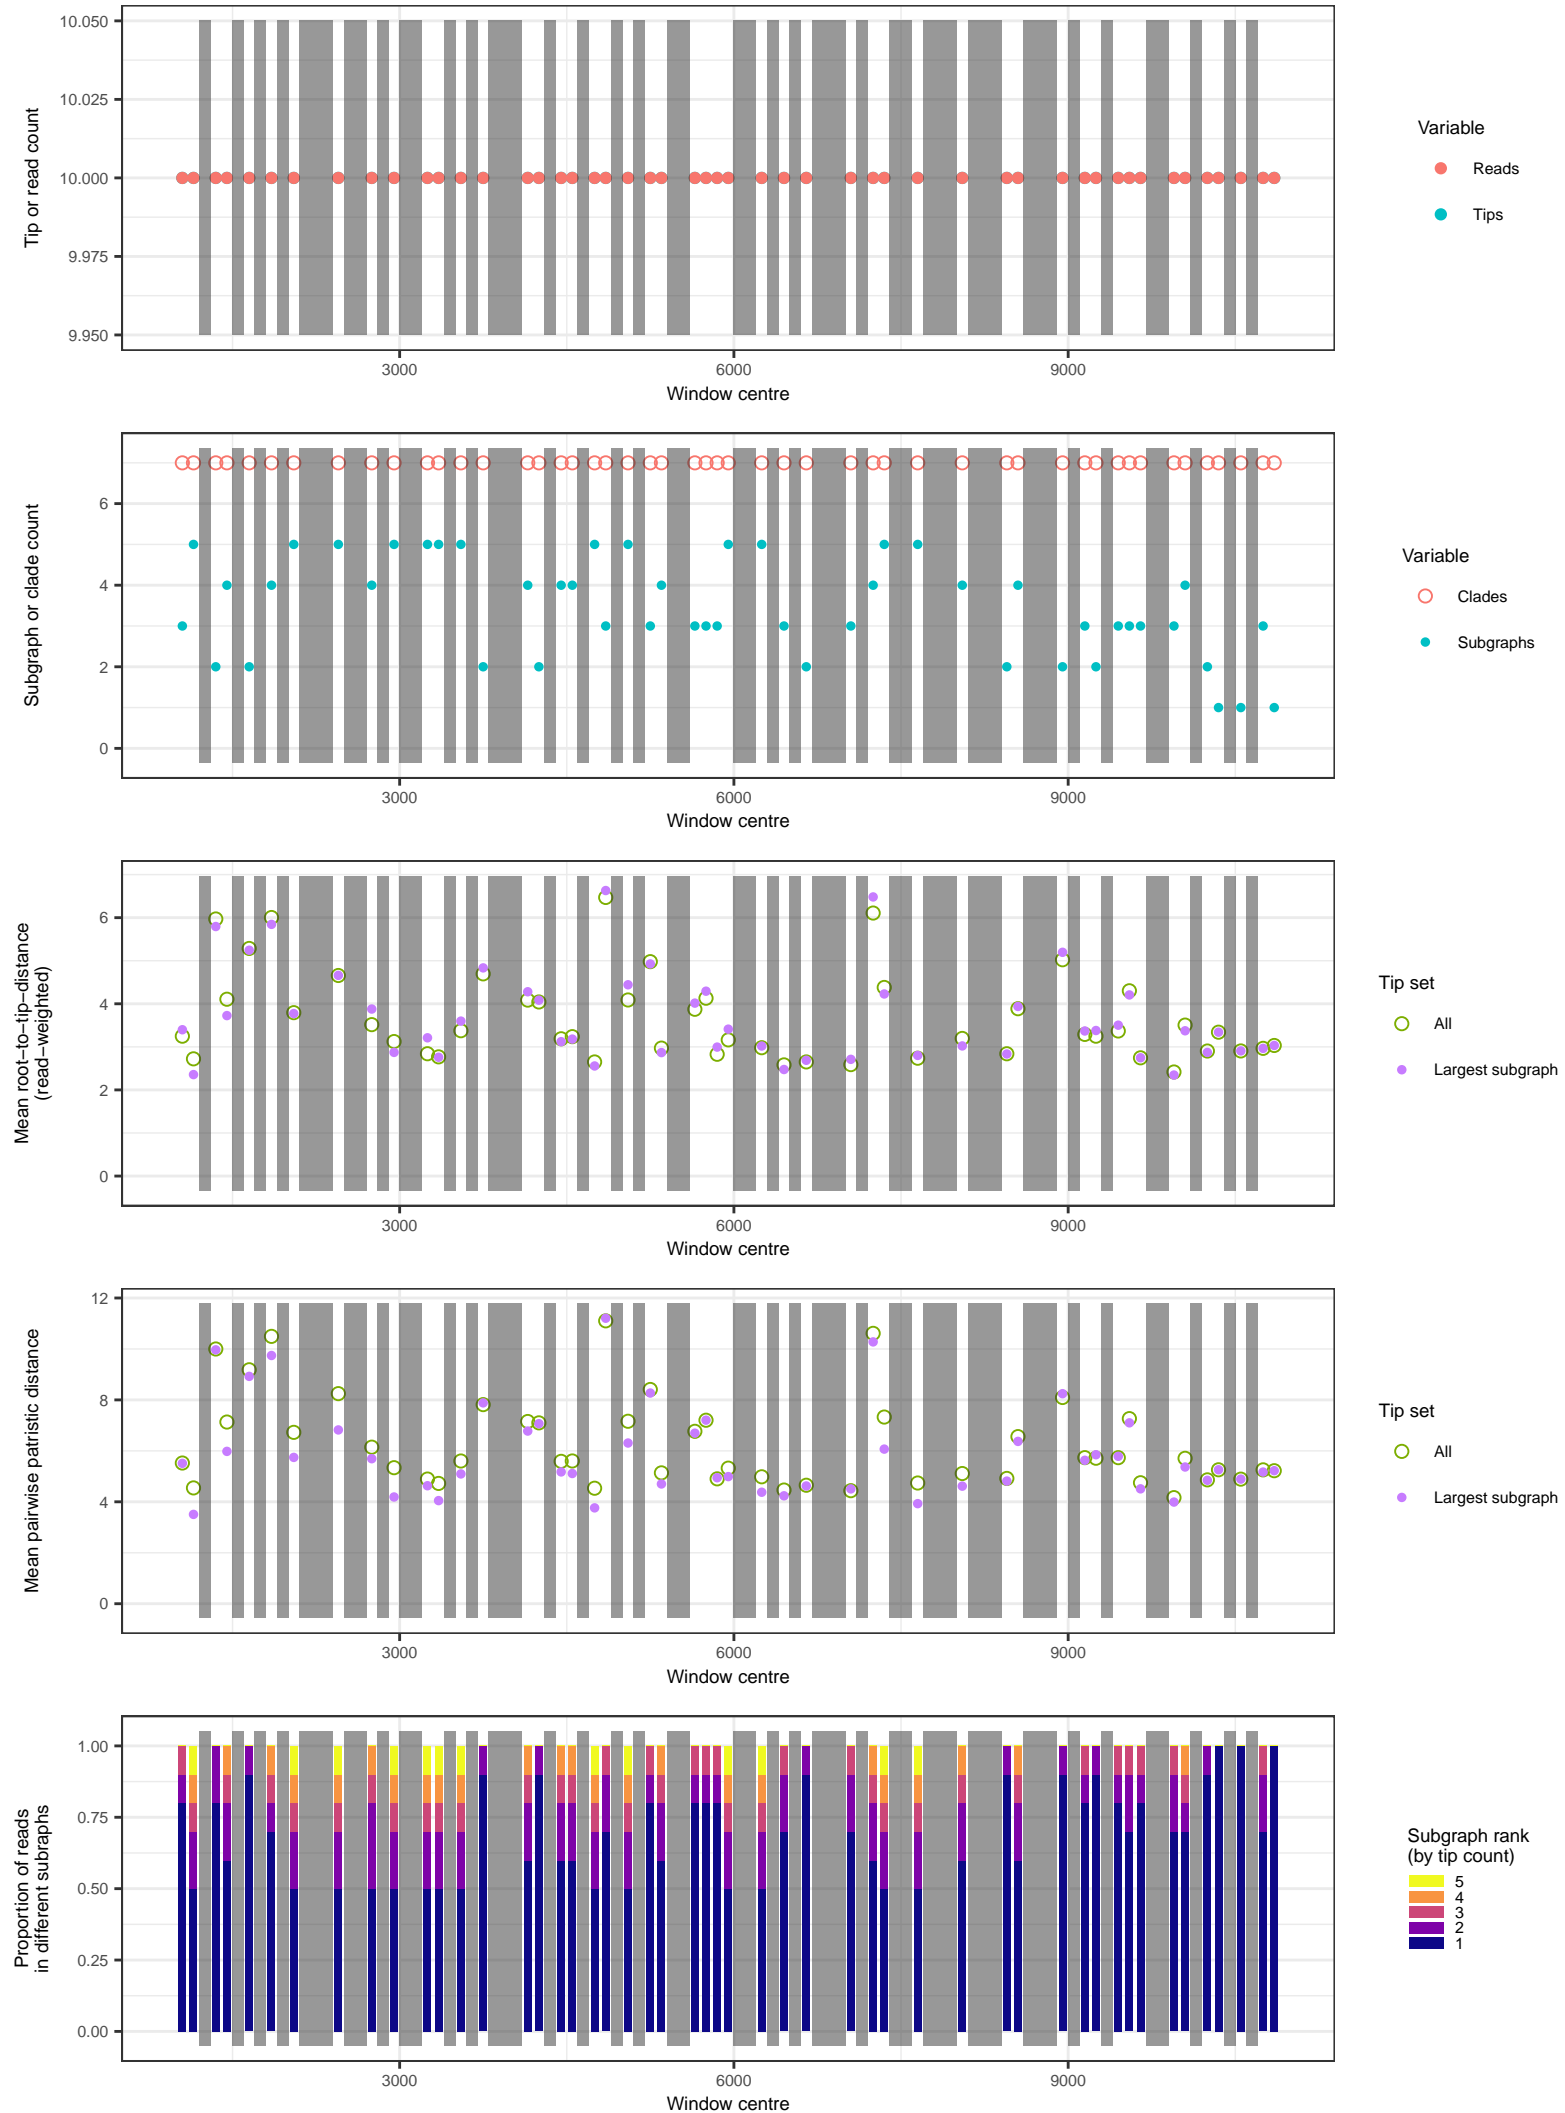 10.050
10.025
10.000
9.975
9.950
Tip or read count
3000
6000
9000
Window centre
Variable
Reads
Tips
6
4
2
0
Subgraph or clade count
3000
6000
9000
Window centre
Variable
Clades
Subgraphs
6
4
2
0
Mean root−to−tip−distance
(read−weighted)
3000
6000
9000
Window centre
Tip set
All
Largest subgraph
12
8
4
0
Mean pairwise patristic distance
3000
6000
9000
Window centre
Tip set
All
Largest subgraph
1.00
0.75
0.50
0.25
0.00
Proportion of reads
in different subraphs
3000
6000
9000
Window centre
Subgraph rank
(by tip count)
5
4
3
2
1